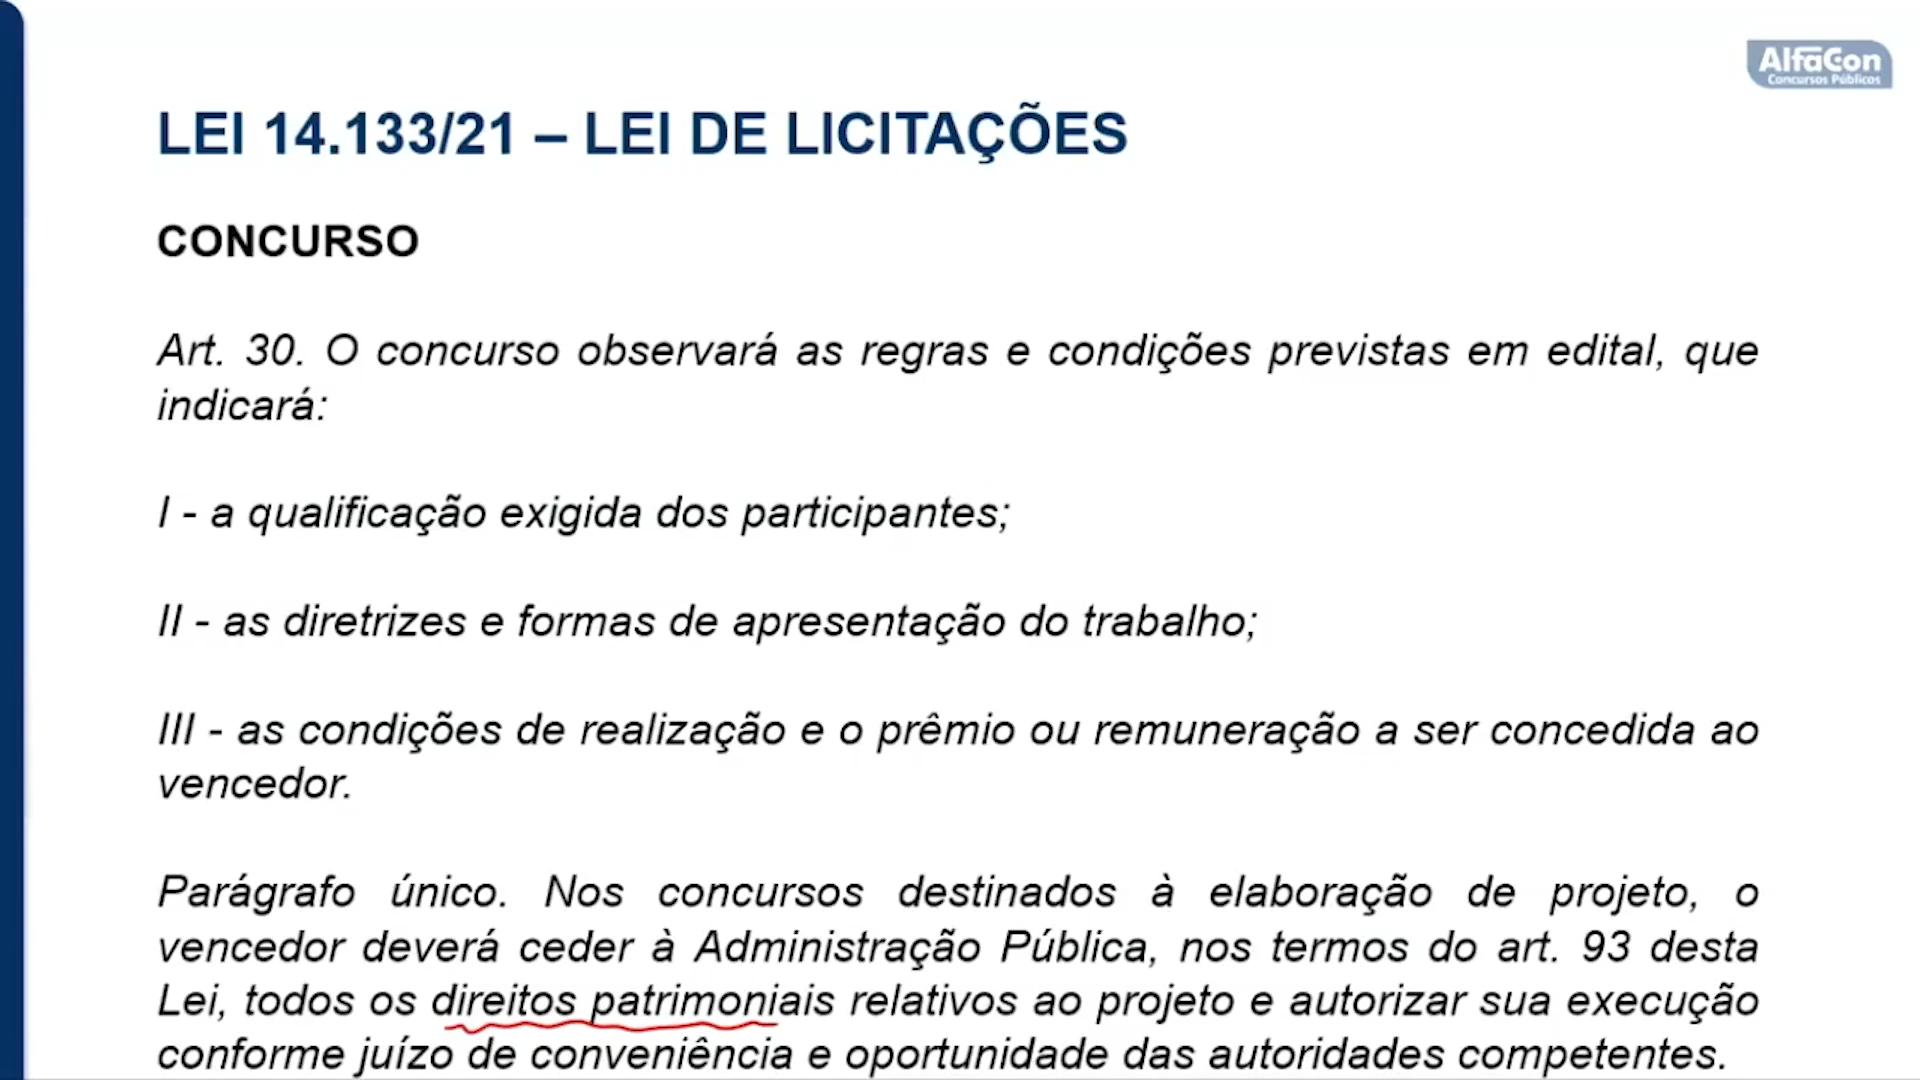 AlfaCon
Concursos Públicos
LEI 14.133/21 – LEI DE LICITAÇÕES
CONCURSO
Art. 30. O concurso observará as regras e condições previstas em edital, que
indicará:
I - a qualificação exigida dos participantes;
II - as diretrizes e formas de apresentação do trabalho;
III - as condições de realização e o prêmio ou remuneração a ser concedida ao
vencedor.
Parágrafo único. Nos concursos destinados à elaboração de projeto, o
vencedor deverá ceder à Administração Pública, nos termos do art. 93 desta
Lei, todos os direitos patrimoniais relativos ao projeto e autorizar sua execução
conforme juízo de conveniência e oportunidade das autoridades competentes.